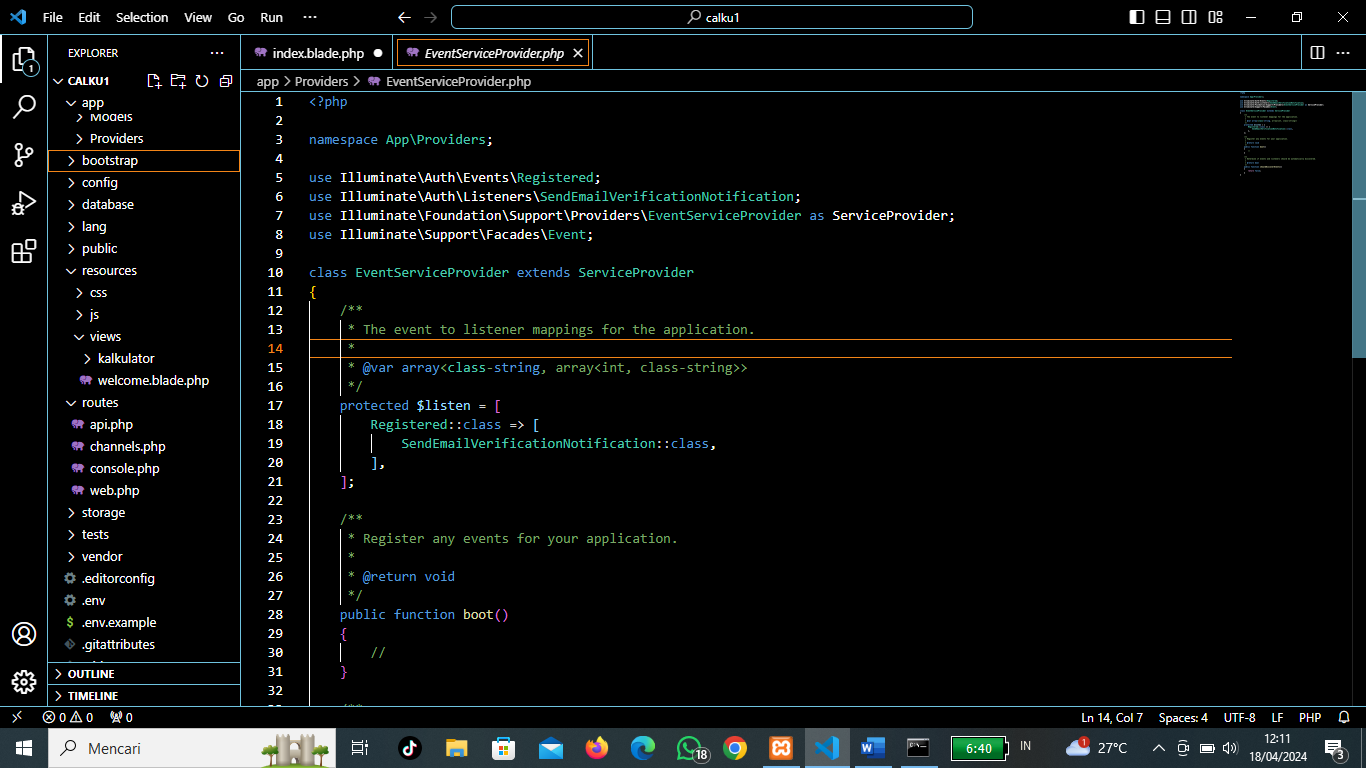 File Edit Selection View Go Run ··· calku1
EXPLORER ···
CALKU1
app
Models
Providers
bootstrap
config
database
lang
public
resources
css
js
views
kalkulator
welcome.blade.php
routes
api.php
channels.php
console.php
web.php
storage
tests
vendor
.editorconfig
.env
$ .env.example
.gitattributes
OUTLINE
TIMELINE
1
index.blade.php EventServiceProvider.php
app > Providers > EventServiceProvider.php
1 <?php
2
3 namespace App\Providers;
4
5 use Illuminate\Auth\Events\Registered;
6 use Illuminate\Auth\Listeners\SendEmailVerificationNotification;
7 use Illuminate\Foundation\Support\Providers\EventServiceProvider as ServiceProvider;
8 use Illuminate\Support\Facades\Event;
9
10 class EventServiceProvider extends ServiceProvider
11 {
12 /**
13 * The event to listener mappings for the application.
14 *
15 * @var array<class-string, array<int, class-string>>
16 */
17 protected $listen = [
18 Registered::class => [
19 SendEmailVerificationNotification::class,
20 ],
21 ];
22
23 /**
24 * Register any events for your application.
25 *
26 * @return void
27 */
28 public function boot()
29 {
30 //
31 }
32
0 0 0 Ln 14, Col 7 Spaces: 4 UTF-8 LF PHP
Mencari 18 6:40 IN 1 27°C 12:11
18/04/2024 3